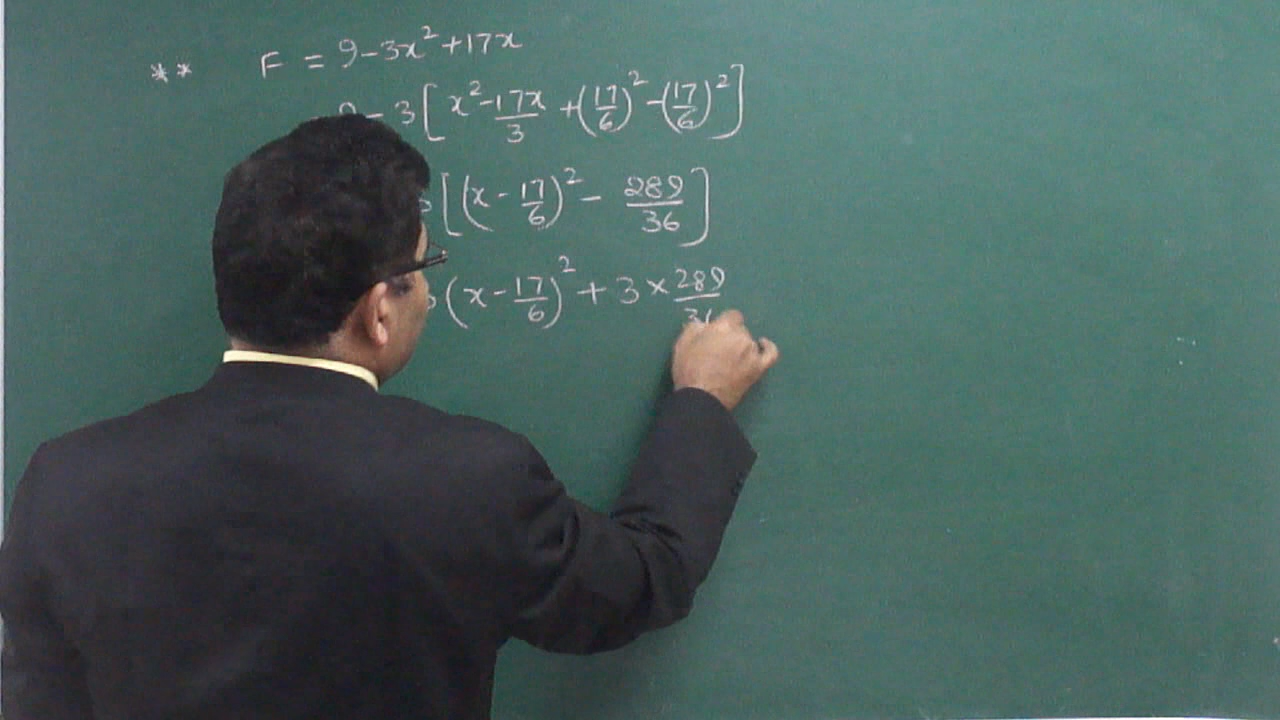 ** F = 9-3x²+17x
9-3[x²-17x/3+(17/6)²-(17/6)²]
[(x-17/6)²-289/36]
(x-17/6)²+3×289/36